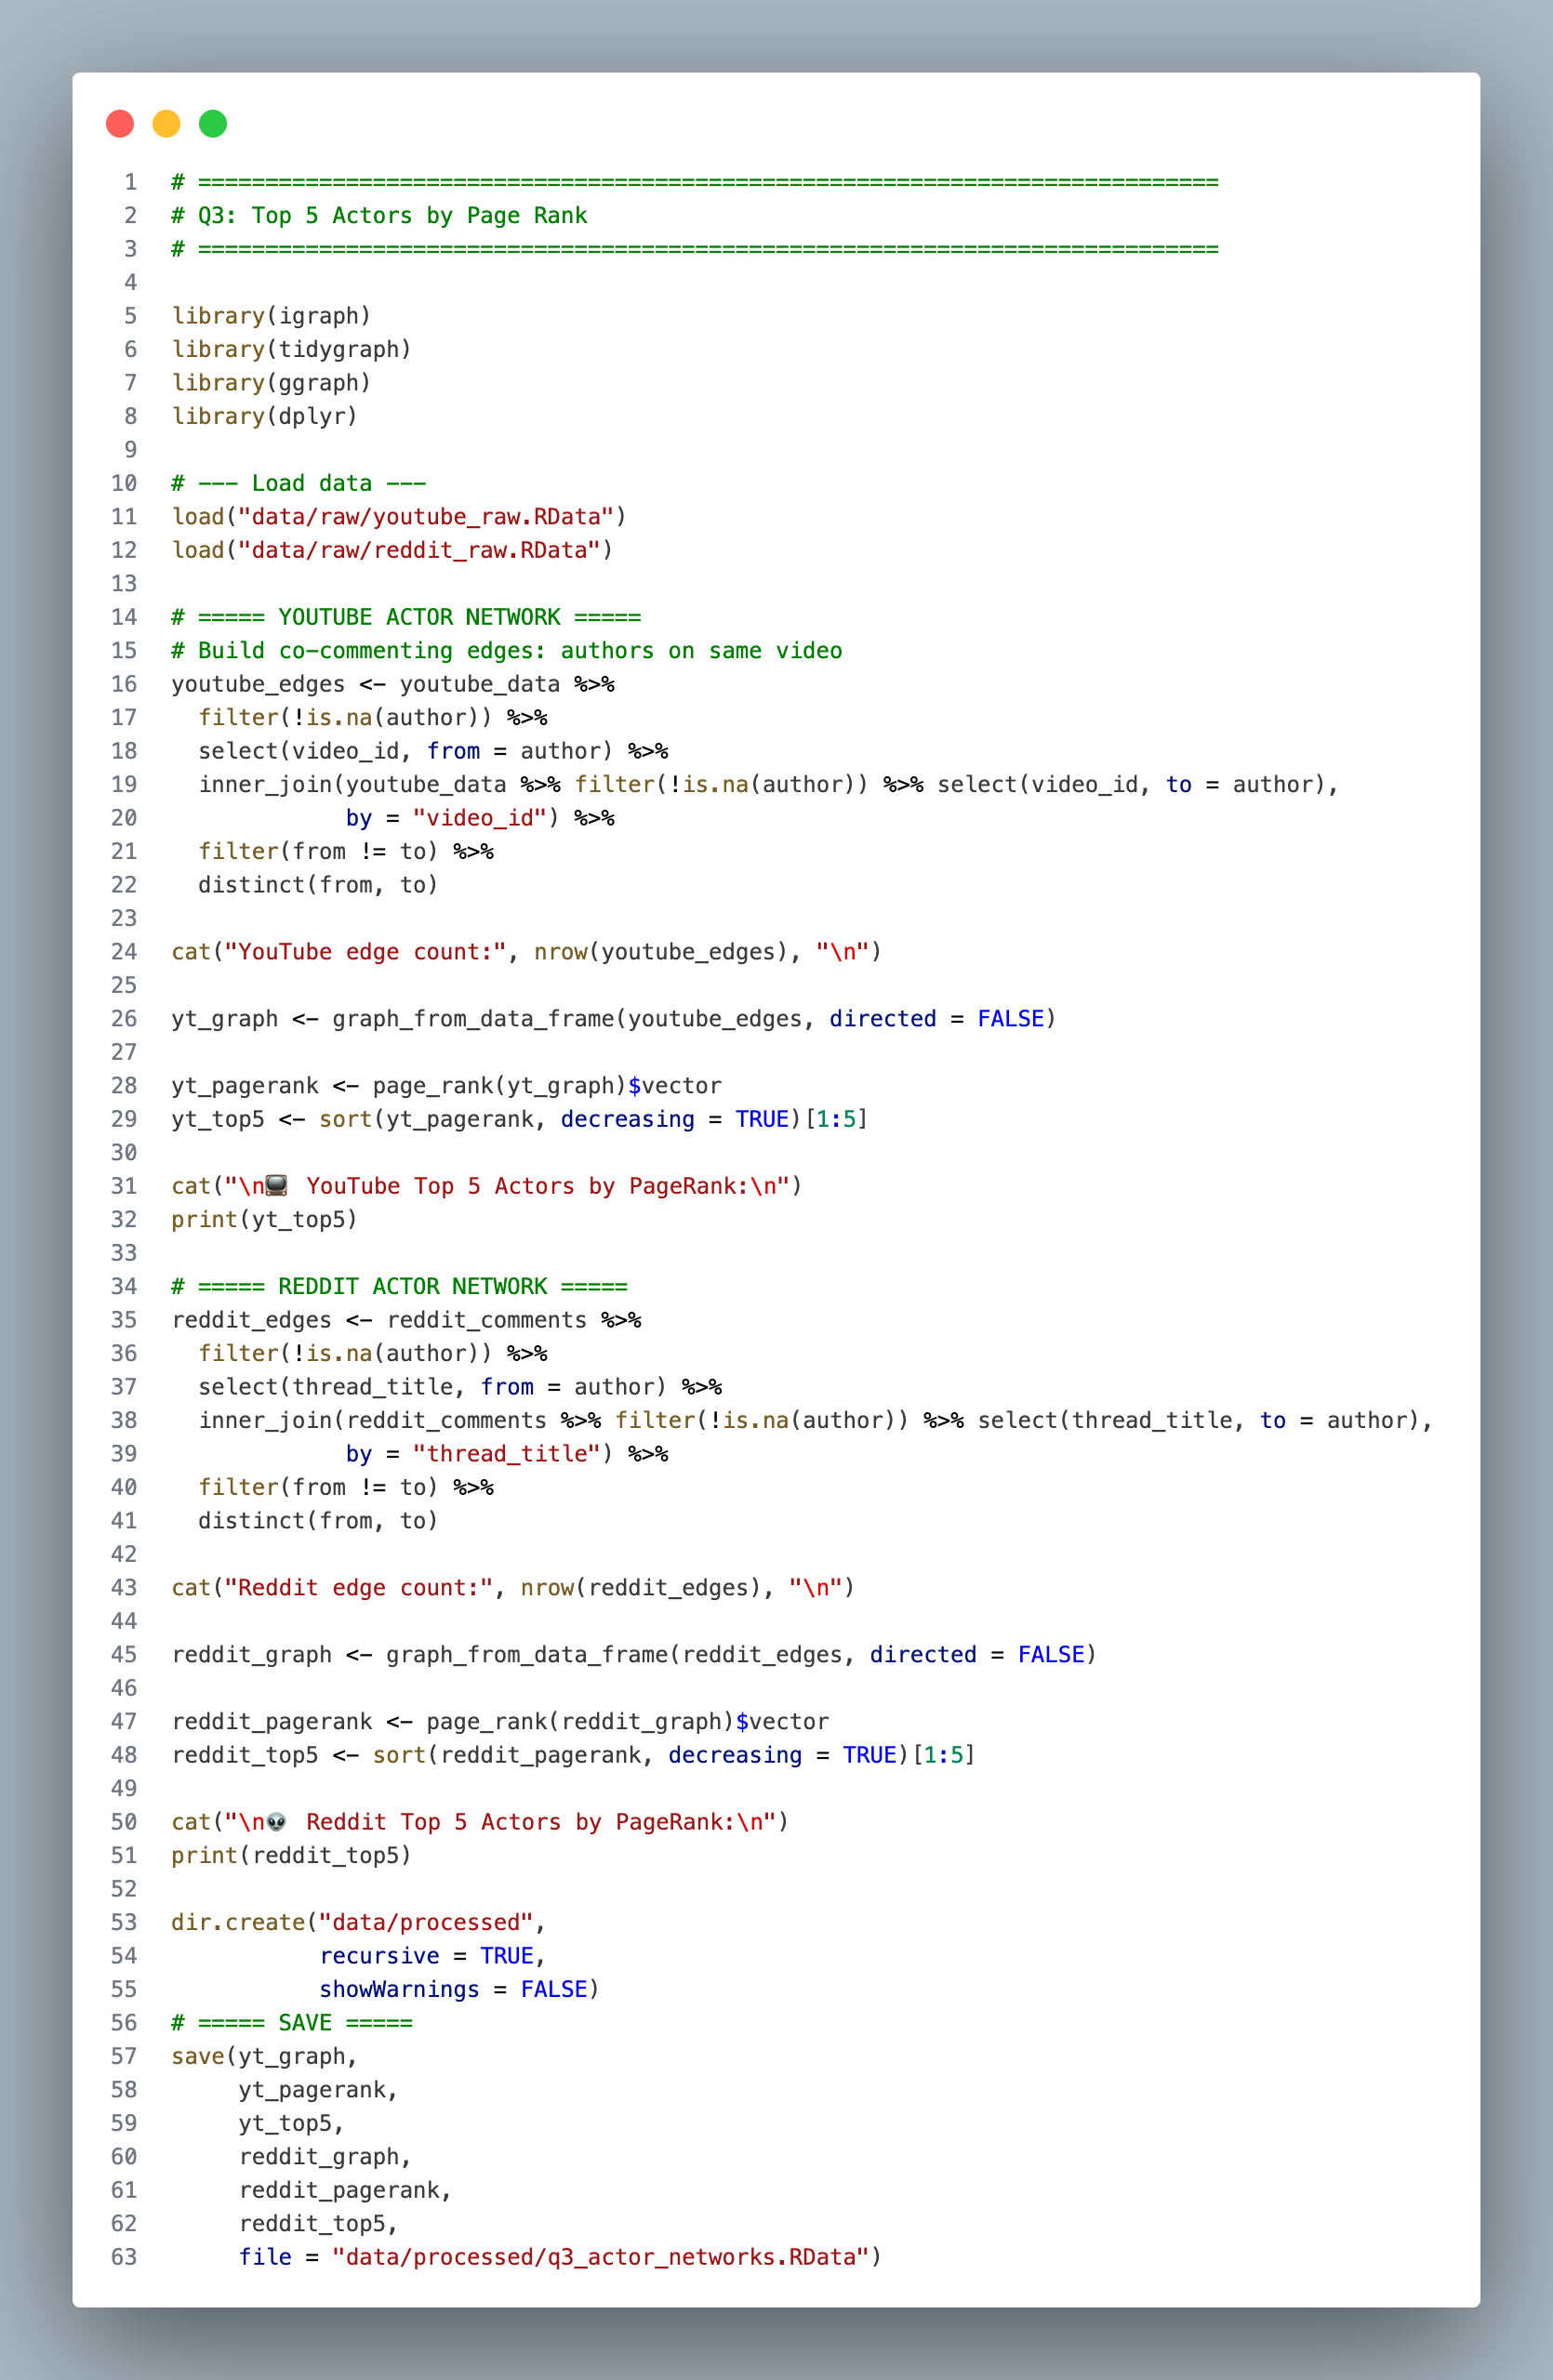 1 # ============================================================================
2 # Q3: Top 5 Actors by Page Rank
3 # ============================================================================
4
5 library(igraph)
6 library(tidygraph)
7 library(ggraph)
8 library(dplyr)
9
10 # --- Load data ---
11 load("data/raw/youtube_raw.RData")
12 load("data/raw/reddit_raw.RData")
13
14 # ===== YOUTUBE ACTOR NETWORK =====
15 # Build co-commenting edges: authors on same video
16 youtube_edges <- youtube_data %>%
17   filter(!is.na(author)) %>%
18   select(video_id, from = author) %>%
19   inner_join(youtube_data %>% filter(!is.na(author)) %>% select(video_id, to = author),
20              by = "video_id") %>%
21   filter(from != to) %>%
22   distinct(from, to)
23
24 cat("YouTube edge count:", nrow(youtube_edges), "\n")
25
26 yt_graph <- graph_from_data_frame(youtube_edges, directed = FALSE)
27
28 yt_pagerank <- page_rank(yt_graph)$vector
29 yt_top5 <- sort(yt_pagerank, decreasing = TRUE)[1:5]
30
31 cat("\n📺 YouTube Top 5 Actors by PageRank:\n")
32 print(yt_top5)
33
34 # ===== REDDIT ACTOR NETWORK =====
35 reddit_edges <- reddit_comments %>%
36   filter(!is.na(author)) %>%
37   select(thread_title, from = author) %>%
38   inner_join(reddit_comments %>% filter(!is.na(author)) %>% select(thread_title, to = author),
39              by = "thread_title") %>%
40   filter(from != to) %>%
41   distinct(from, to)
42
43 cat("Reddit edge count:", nrow(reddit_edges), "\n")
44
45 reddit_graph <- graph_from_data_frame(reddit_edges, directed = FALSE)
46
47 reddit_pagerank <- page_rank(reddit_graph)$vector
48 reddit_top5 <- sort(reddit_pagerank, decreasing = TRUE)[1:5]
49
50 cat("\n👽 Reddit Top 5 Actors by PageRank:\n")
51 print(reddit_top5)
52
53 dir.create("data/processed",
54            recursive = TRUE,
55            showWarnings = FALSE)
56 # ===== SAVE =====
57 save(yt_graph,
58      yt_pagerank,
59      yt_top5,
60      reddit_graph,
61      reddit_pagerank,
62      reddit_top5,
63      file = "data/processed/q3_actor_networks.RData")